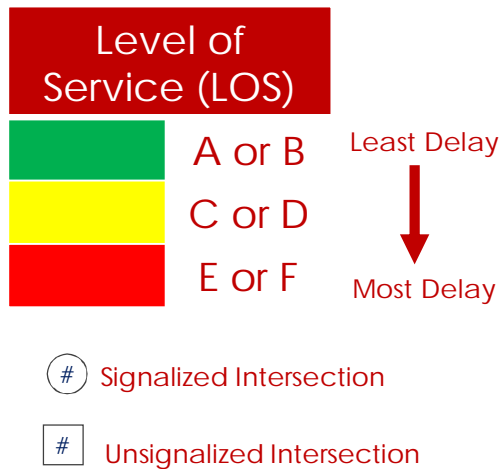 Level of
Service (LOS)
A or B
Least Delay
C or D
E or F
Most Delay
# Signalized Intersection
# Unsignalized Intersection